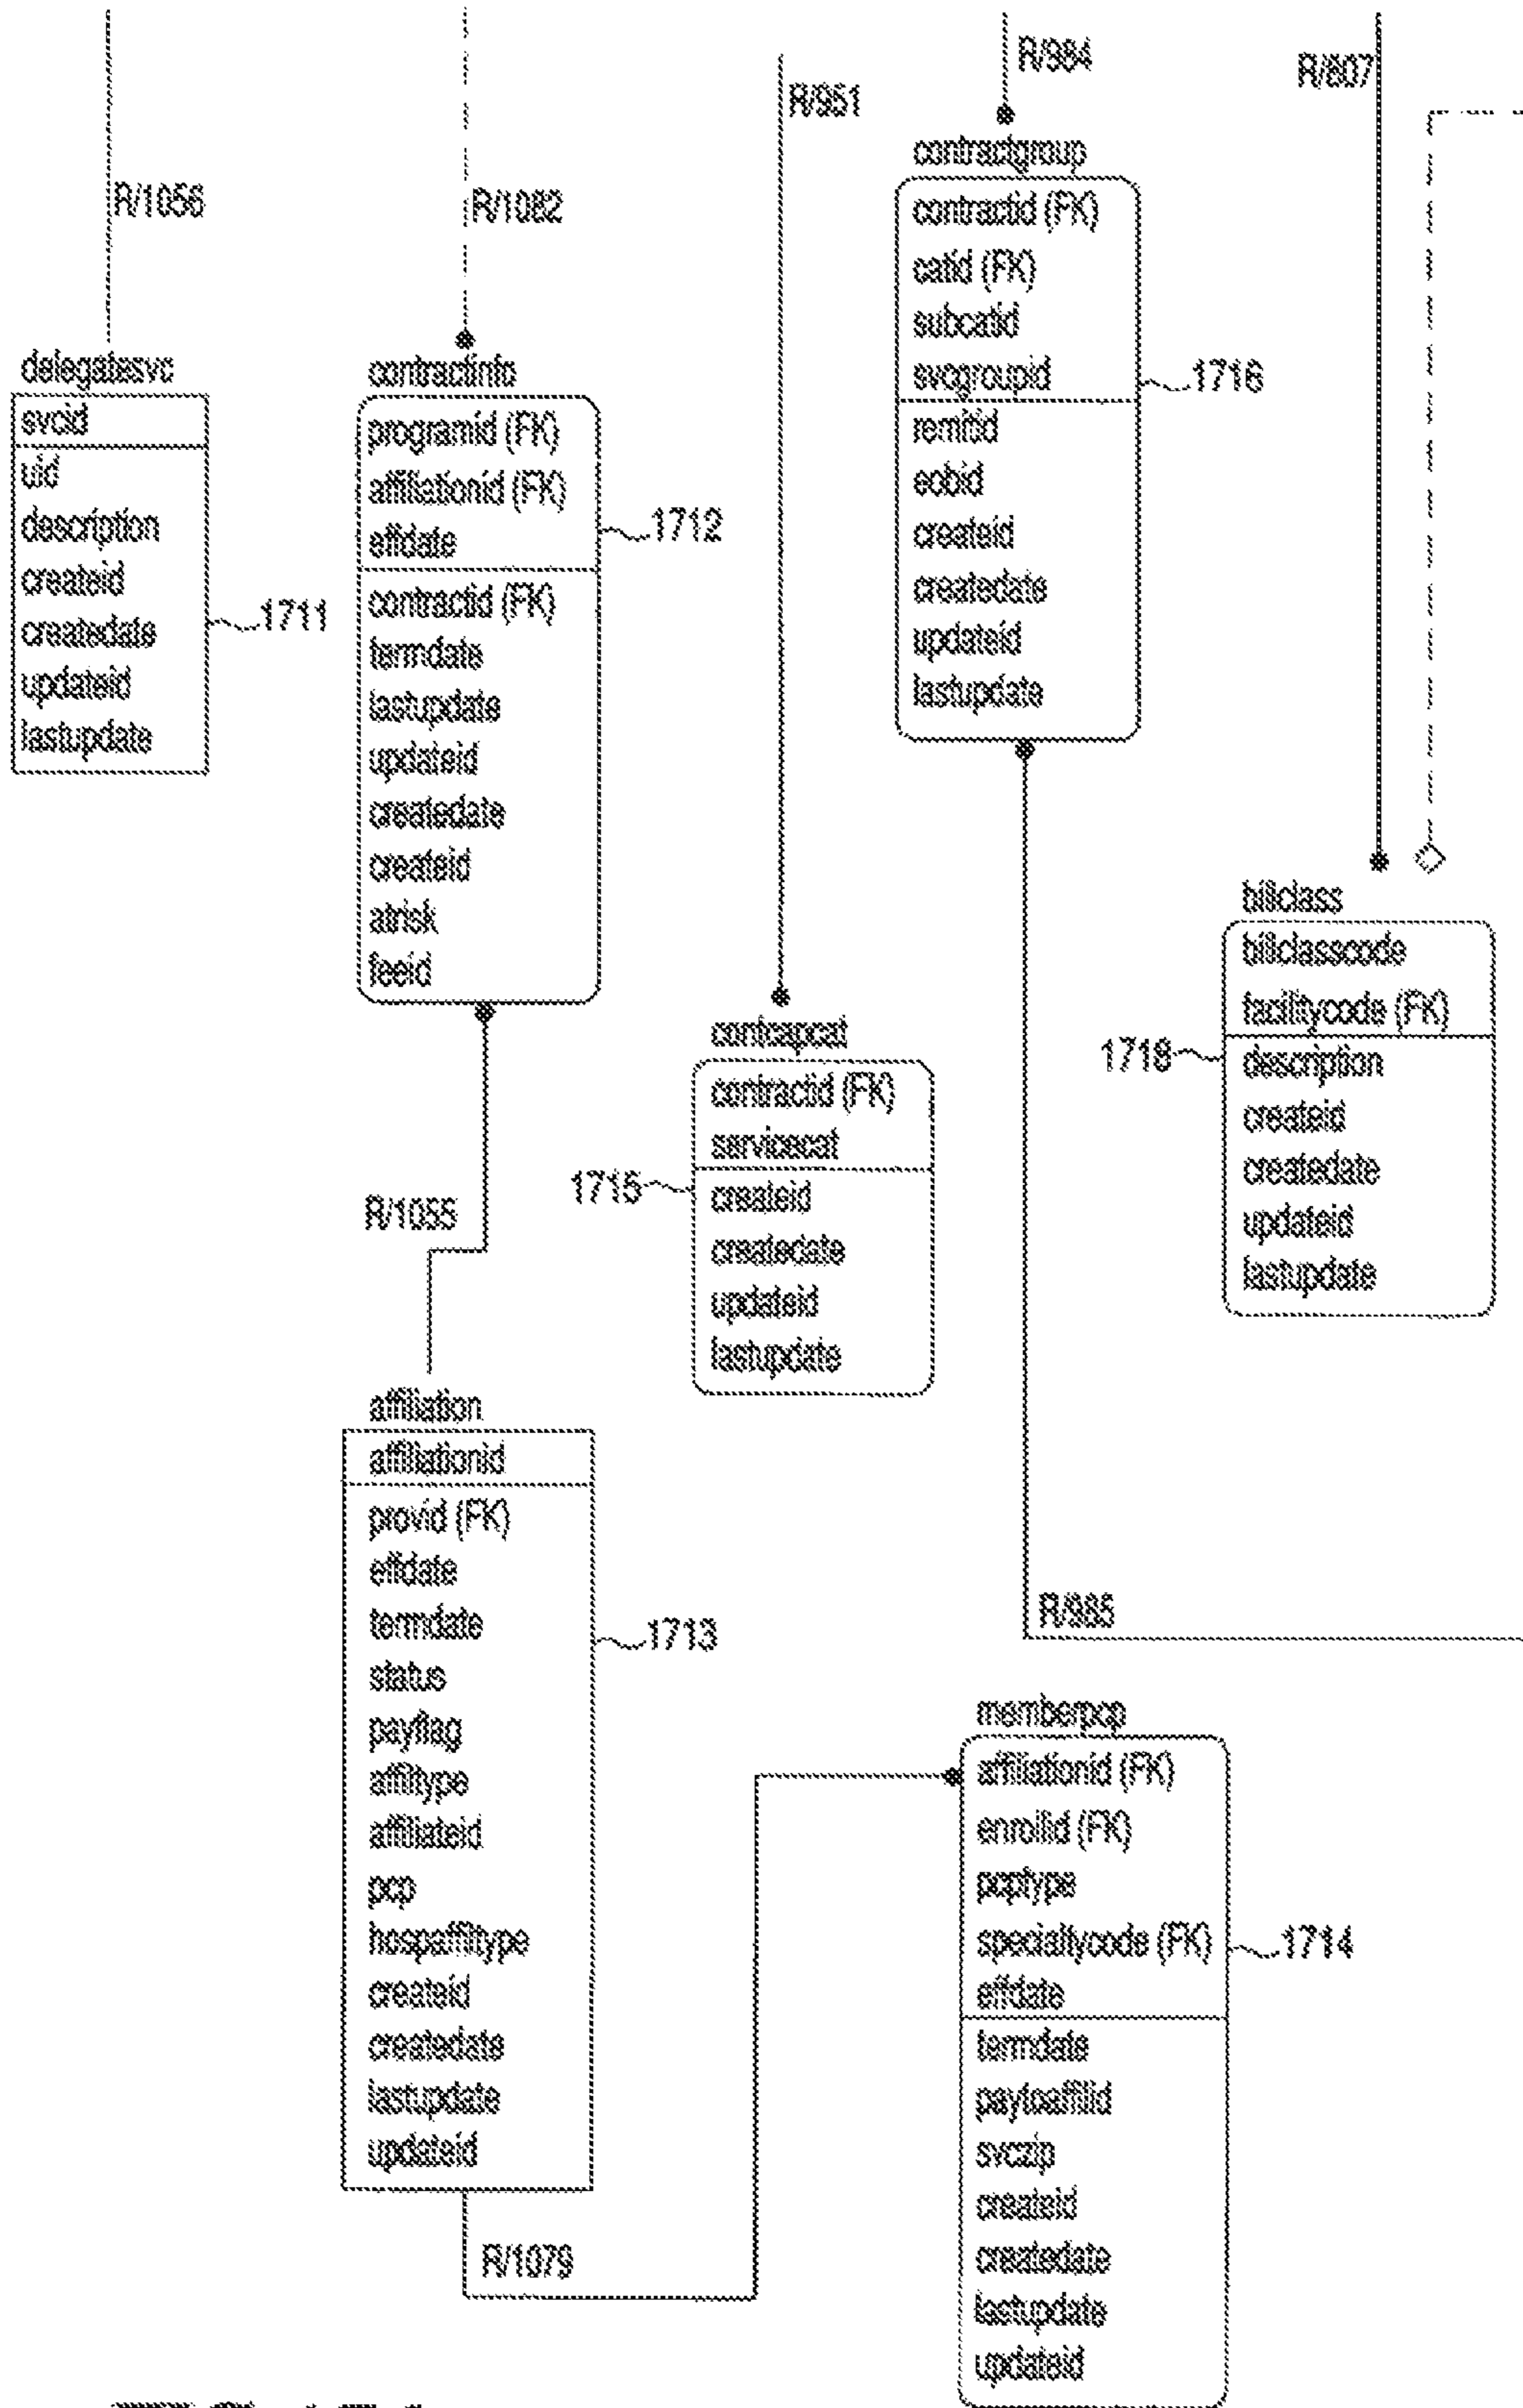 R/1056
R/1082
R/951
R/984
R/807
delegatesvc
svcid
uid
description
createid
createdate
updateid
lastupdate
1711
contractinfo
programid (FK)
affiliationid (FK)
effdate
contractid (FK)
termdate
lastupdate
updateid
createdate
createid
atrisk
feeid
1712
contractgroup
contractid (FK)
catid (FK)
subcatid
svcgroupid
remitid
eobid
createid
createdate
updateid
lastupdate
1716
billclass
billclasscode
facilitycode (FK)
description
createid
createdate
updateid
lastupdate
1718
contcapcat
contractid (FK)
servicecat
createid
createdate
updateid
lastupdate
1715
R/1055
affiliation
affiliationid
provid (FK)
effdate
termdate
status
payflag
affiltype
affiliateid
pcp
hospaffiltype
createid
createdate
lastupdate
updateid
1713
R/985
memberpcp
affiliationid (FK)
enrollid (FK)
pcptype
specialtycode (FK)
effdate
termdate
paytoaffilid
svczip
createid
createdate
lastupdate
updateid
1714
R/1079